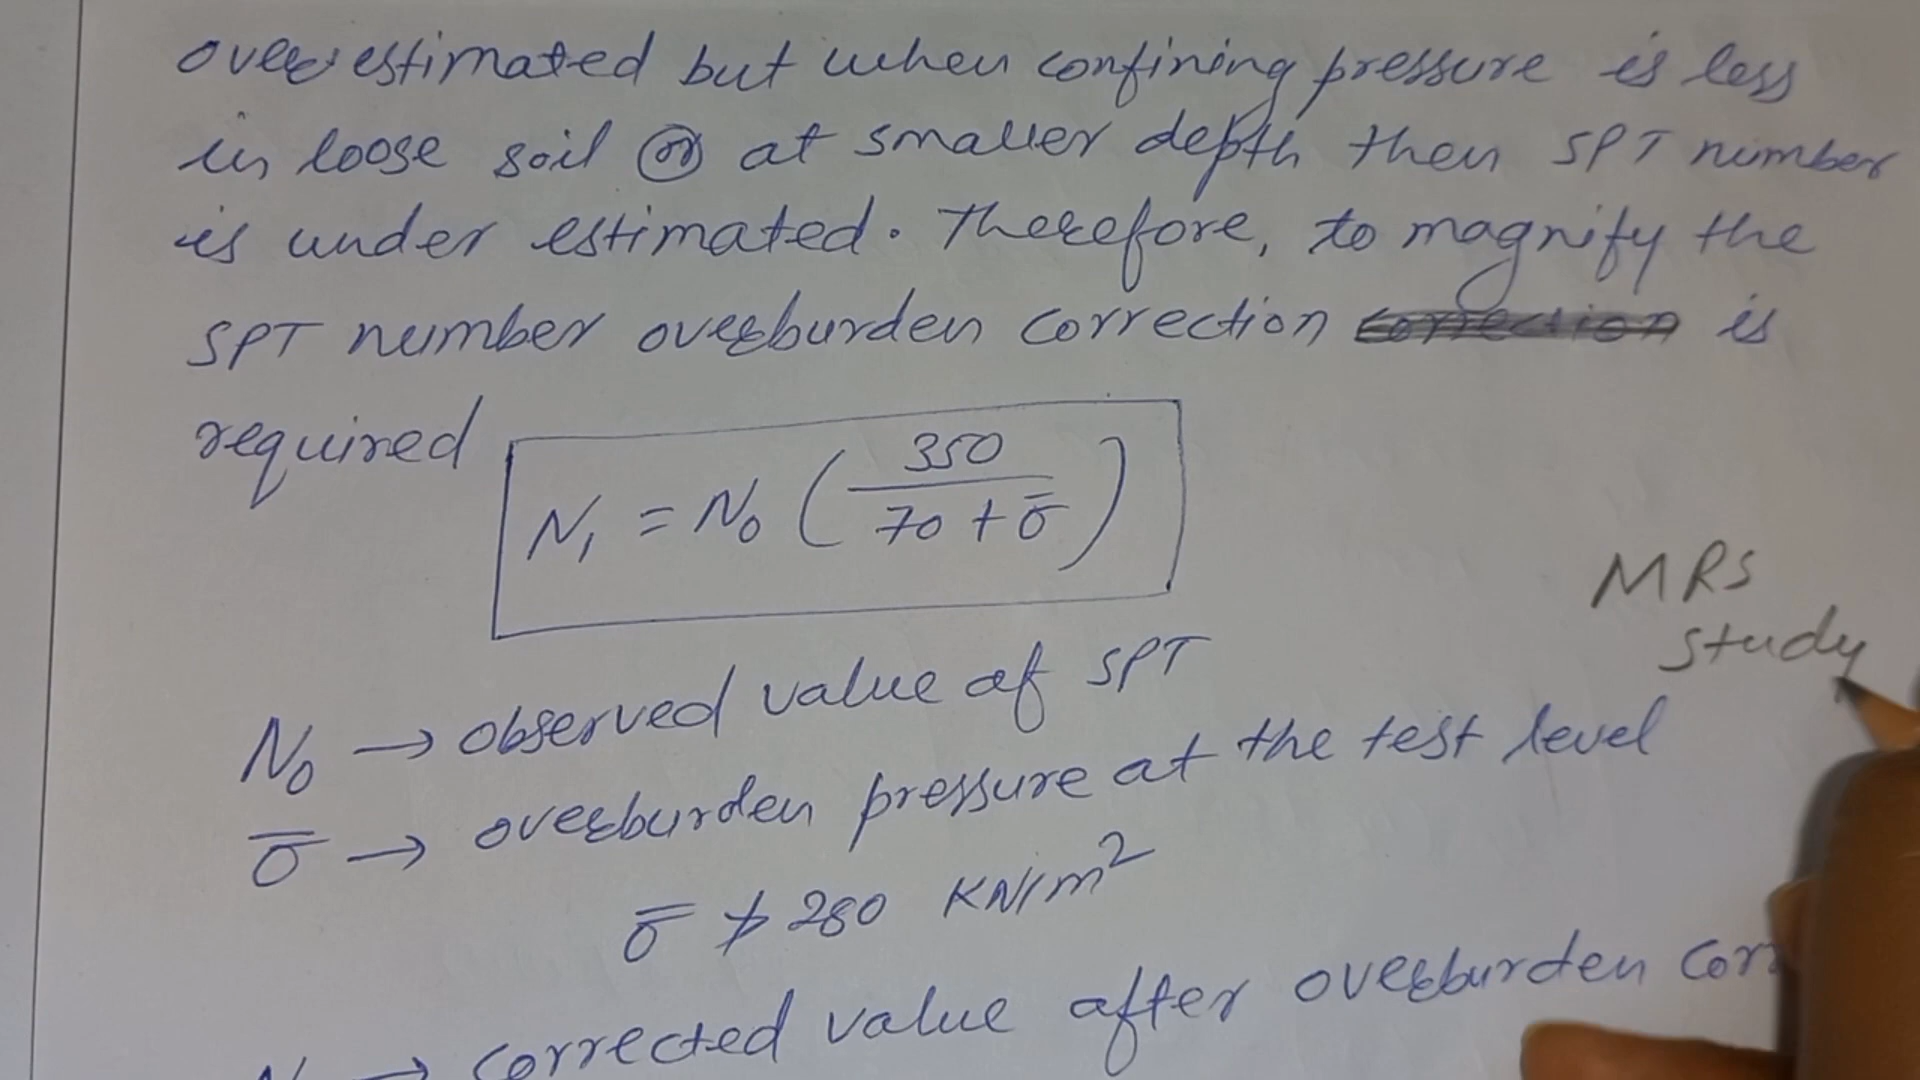 overestimated but when confining pressure is less
in loose soil or at smaller depth then SPT number
is under estimated. Therefore, to magnify the
SPT number overburden correction correction is
required
N₁ = N₀ (350 / 70 + σ̄)
MRS
study
N₀ → observed value of SPT
σ̄ → overburden pressure at the test level
σ̄ ≯ 280 KN/m²
→ corrected value after overburden